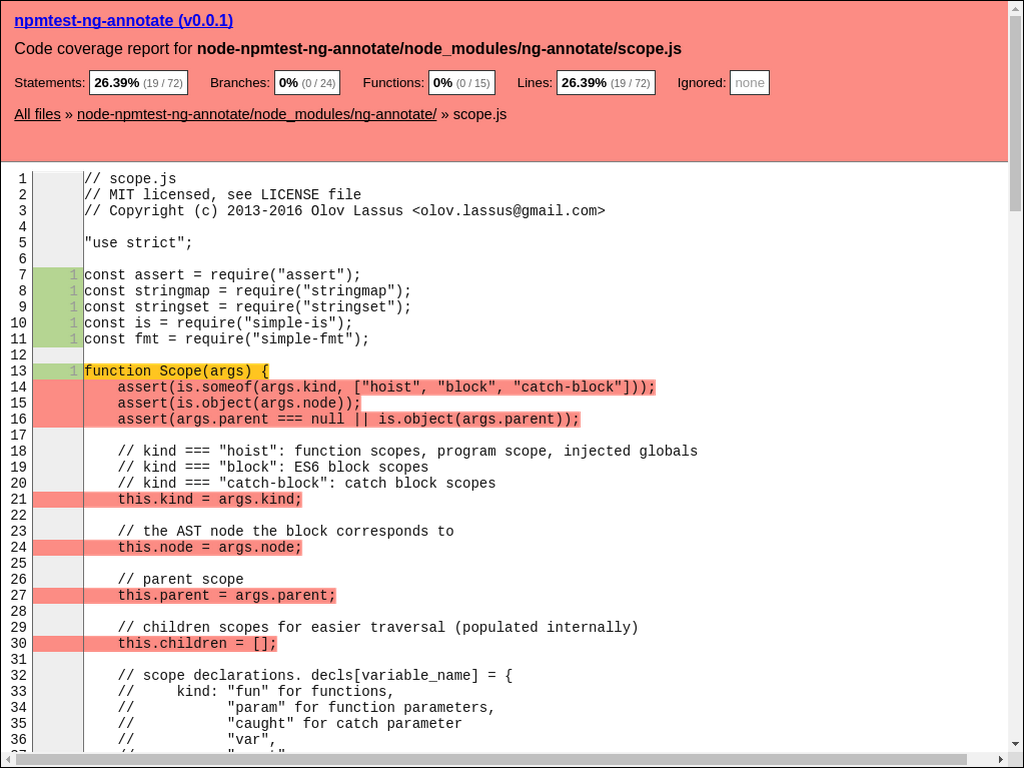 npmtest-ng-annotate (v0.0.1)
Code coverage report for node-npmtest-ng-annotate/node_modules/ng-annotate/scope.js
Statements: 26.39% (19 / 72) Branches: 0% (0 / 24) Functions: 0% (0 / 15) Lines: 26.39% (19 / 72) Ignored: none
All files » node-npmtest-ng-annotate/node_modules/ng-annotate/ » scope.js
1 // scope.js
2 // MIT licensed, see LICENSE file
3 // Copyright (c) 2013-2016 Olov Lassus <olov.lassus@gmail.com>
4
5 "use strict";
6
7 1 const assert = require("assert");
8 1 const stringmap = require("stringmap");
9 1 const stringset = require("stringset");
10 1 const is = require("simple-is");
11 1 const fmt = require("simple-fmt");
12
13 1 function Scope(args) {
14 assert(is.someof(args.kind, ["hoist", "block", "catch-block"]));
15 assert(is.object(args.node));
16 assert(args.parent === null || is.object(args.parent));
17
18 // kind === "hoist": function scopes, program scope, injected globals
19 // kind === "block": ES6 block scopes
20 // kind === "catch-block": catch block scopes
21 this.kind = args.kind;
22
23 // the AST node the block corresponds to
24 this.node = args.node;
25
26 // parent scope
27 this.parent = args.parent;
28
29 // children scopes for easier traversal (populated internally)
30 this.children = [];
31
32 // scope declarations. decls[variable_name] = {
33 // kind: "fun" for functions,
34 // "param" for function parameters,
35 // "caught" for catch parameter
36 // "var",